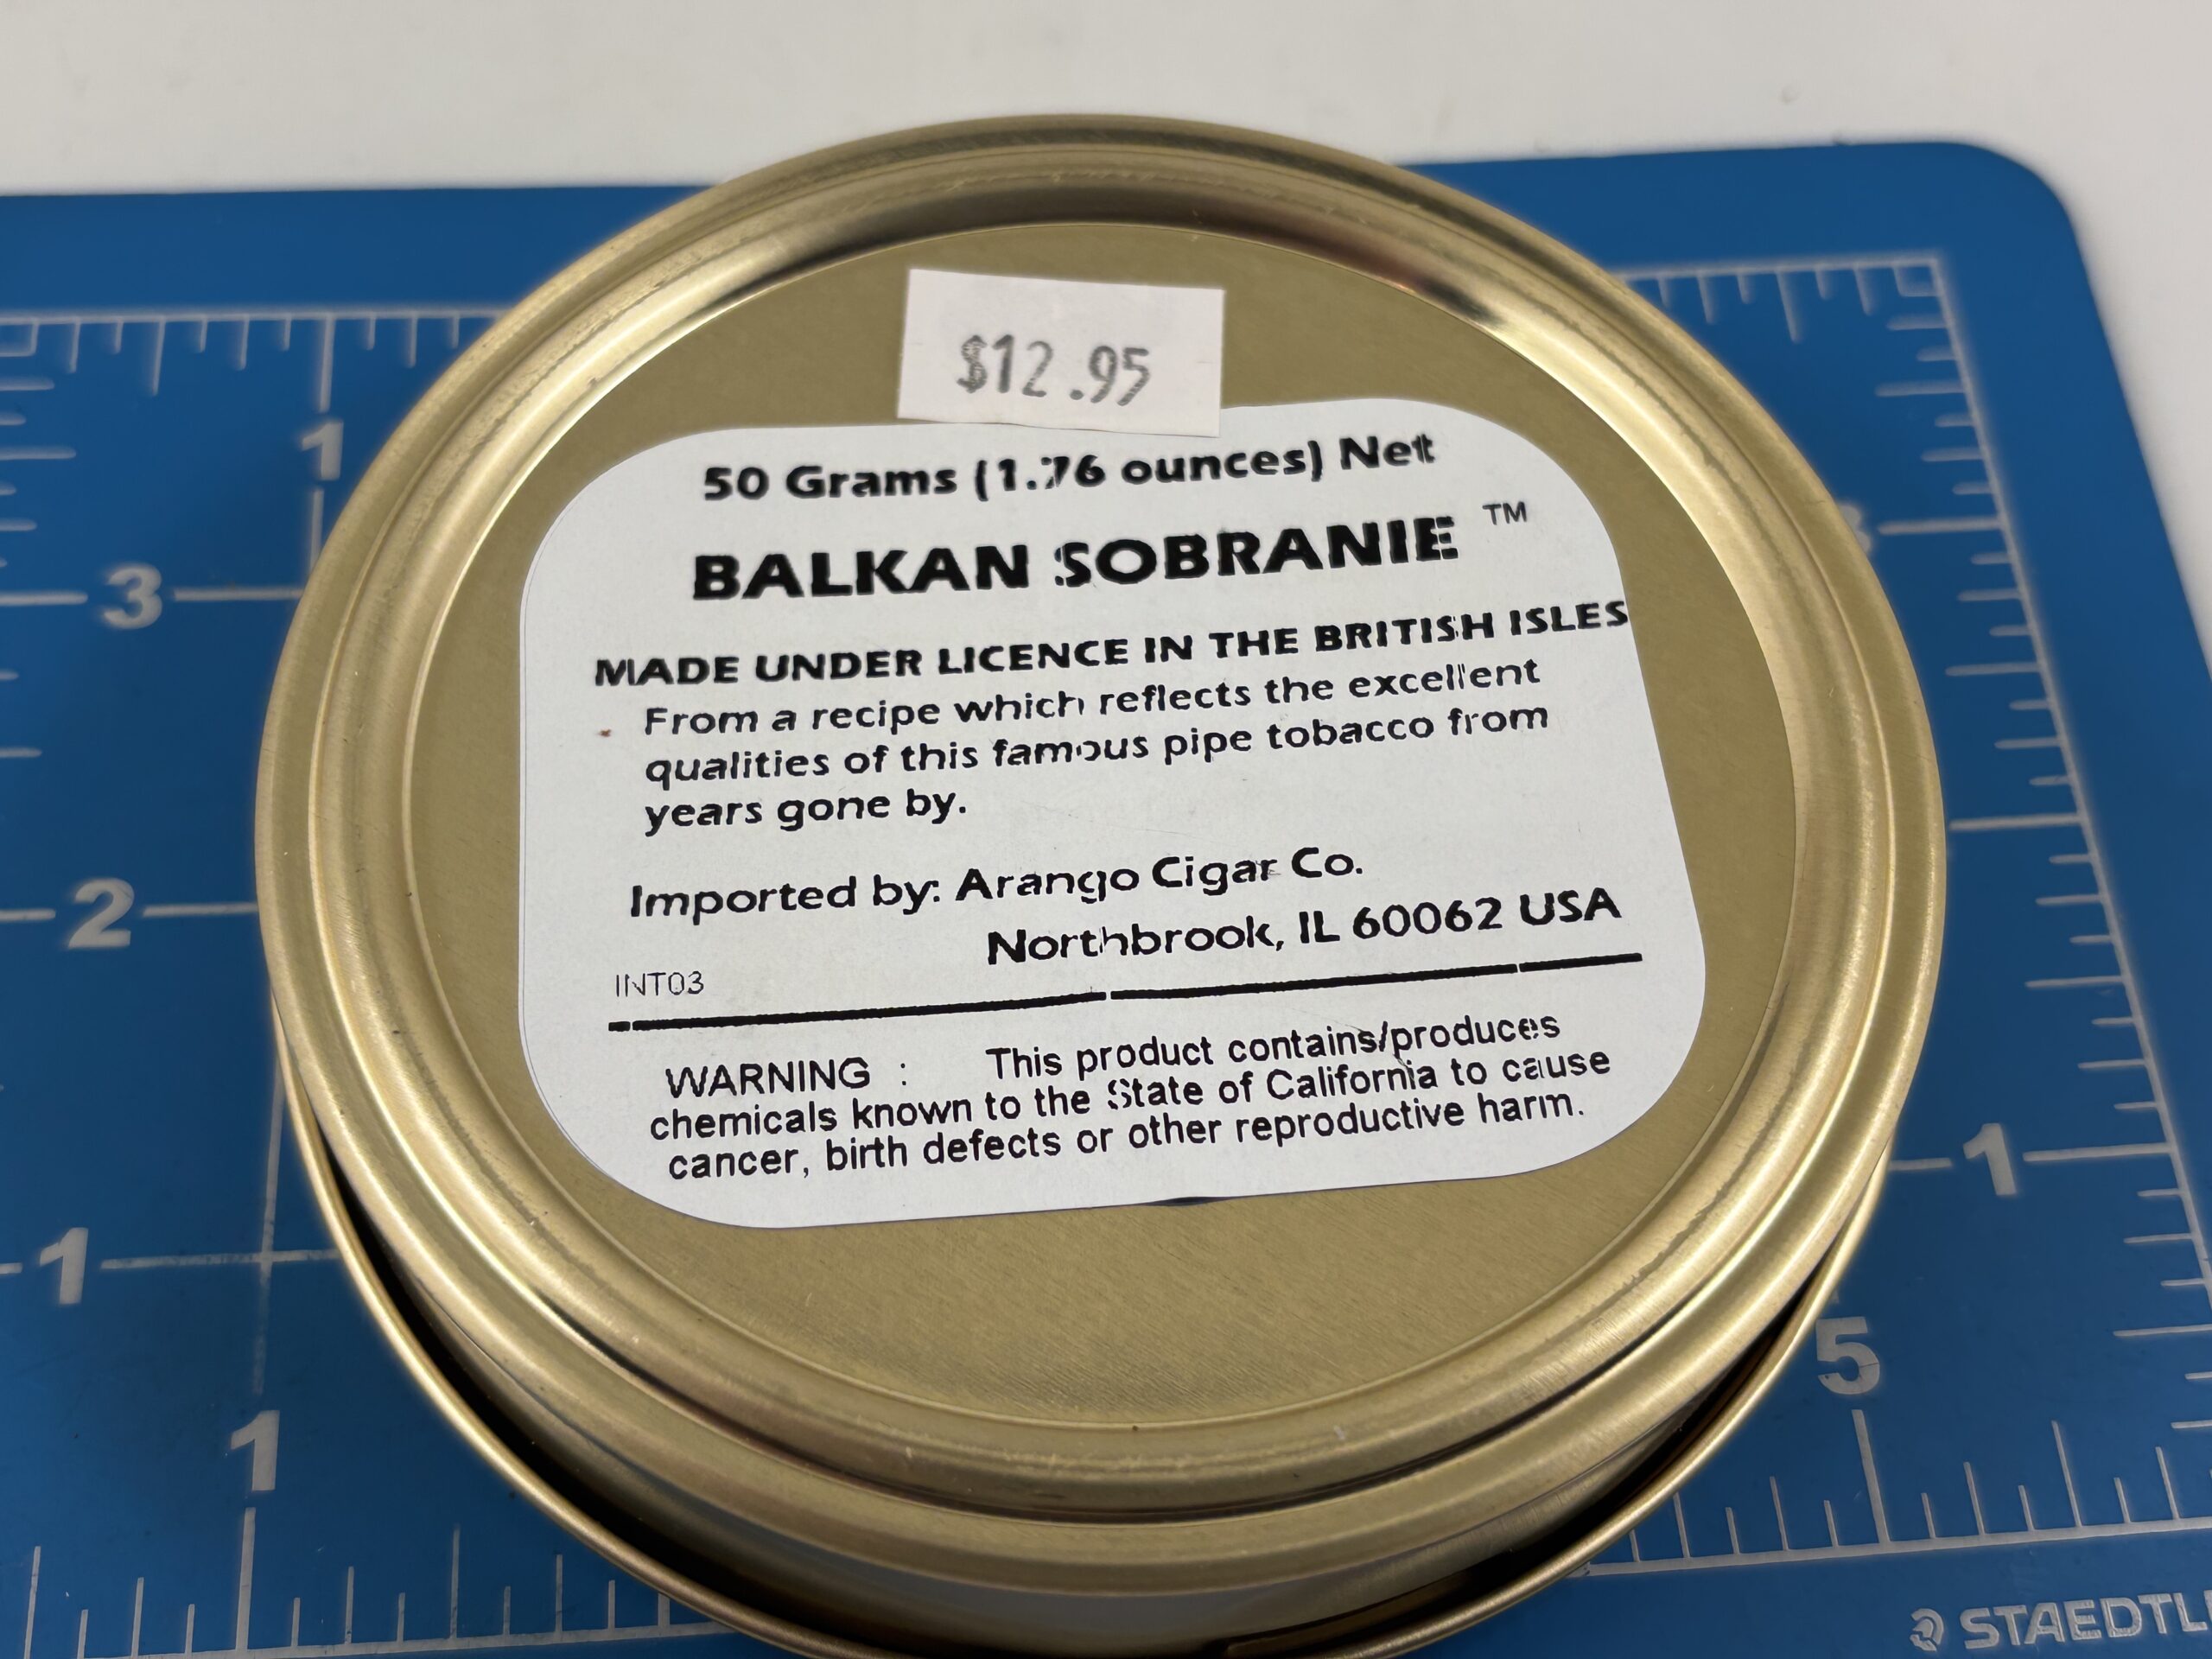 $12.95
50 Grams (1.76 ounces) Net
BALKAN SOBRANIE ™
MADE UNDER LICENCE IN THE BRITISH ISLES
From a recipe which reflects the excellent
qualities of this famous pipe tobacco from
years gone by.
Imported by: Arango Cigar Co.
Northbrook, IL 60062 USA
INT03
WARNING : This product contains/produces
chemicals known to the State of California to cause
cancer, birth defects or other reproductive harm.
1
3
2
1
1
1
5
STAEDTL